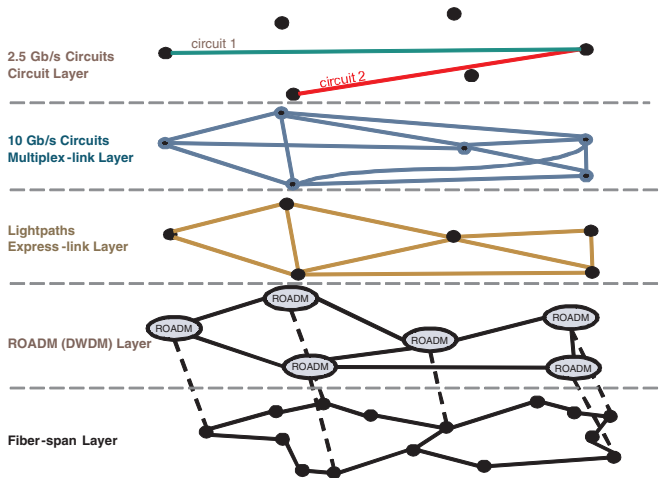 circuit 1
2.5 Gb/s Circuits
Circuit Layer
circuit 2
10 Gb/s Circuits
Multiplex-link Layer
Lightpaths
Express-link Layer
ROADM
ROADM
ROADM
ROADM
ROADM (DWDM) Layer
ROADM
ROADM
Fiber-span Layer